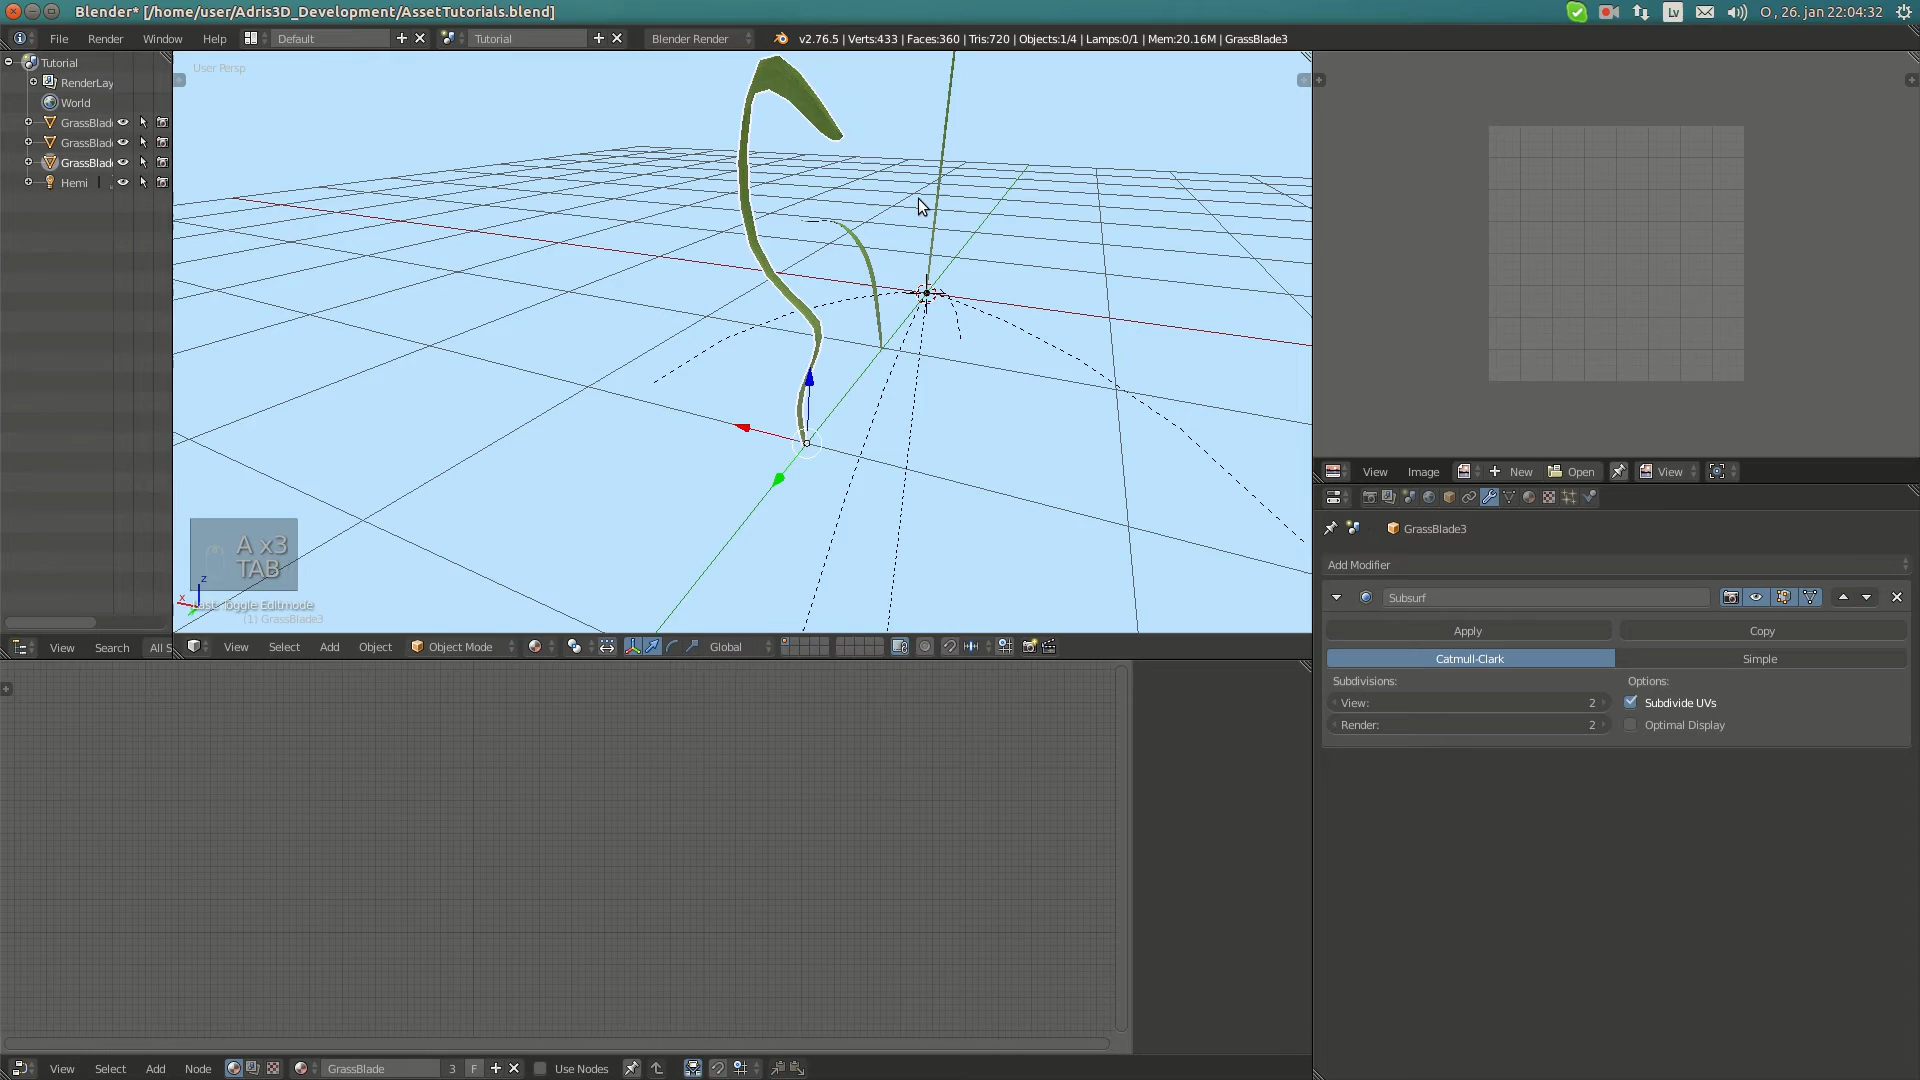 Blender* [/home/user/Adris3D_Development/AssetTutorials.blend]
Lv
O , 26. jan 22:04:32
File Render Window Help Default Tutorial Blender Render v2.76.5 | Verts:433 | Faces:360 | Tris:720 | Objects:1/4 | Lamps:0/1 | Mem:20.16M | GrassBlade3
Tutorial
RenderLay
World
GrassBlad
GrassBlad
GrassBlad
Hemi
User Persp
A x3
TAB
z
x
Last: Toggle Editmode
(1) GrassBlade3
View Search All S
View Select Add Object Object Mode Global
View Image New Open View
GrassBlade3
Add Modifier
Subsurf
Apply Copy
Catmull-Clark Simple
Subdivisions: Options:
View: 2 Subdivide UVs
Render: 2 Optimal Display
View Select Add Node GrassBlade 3 F Use Nodes